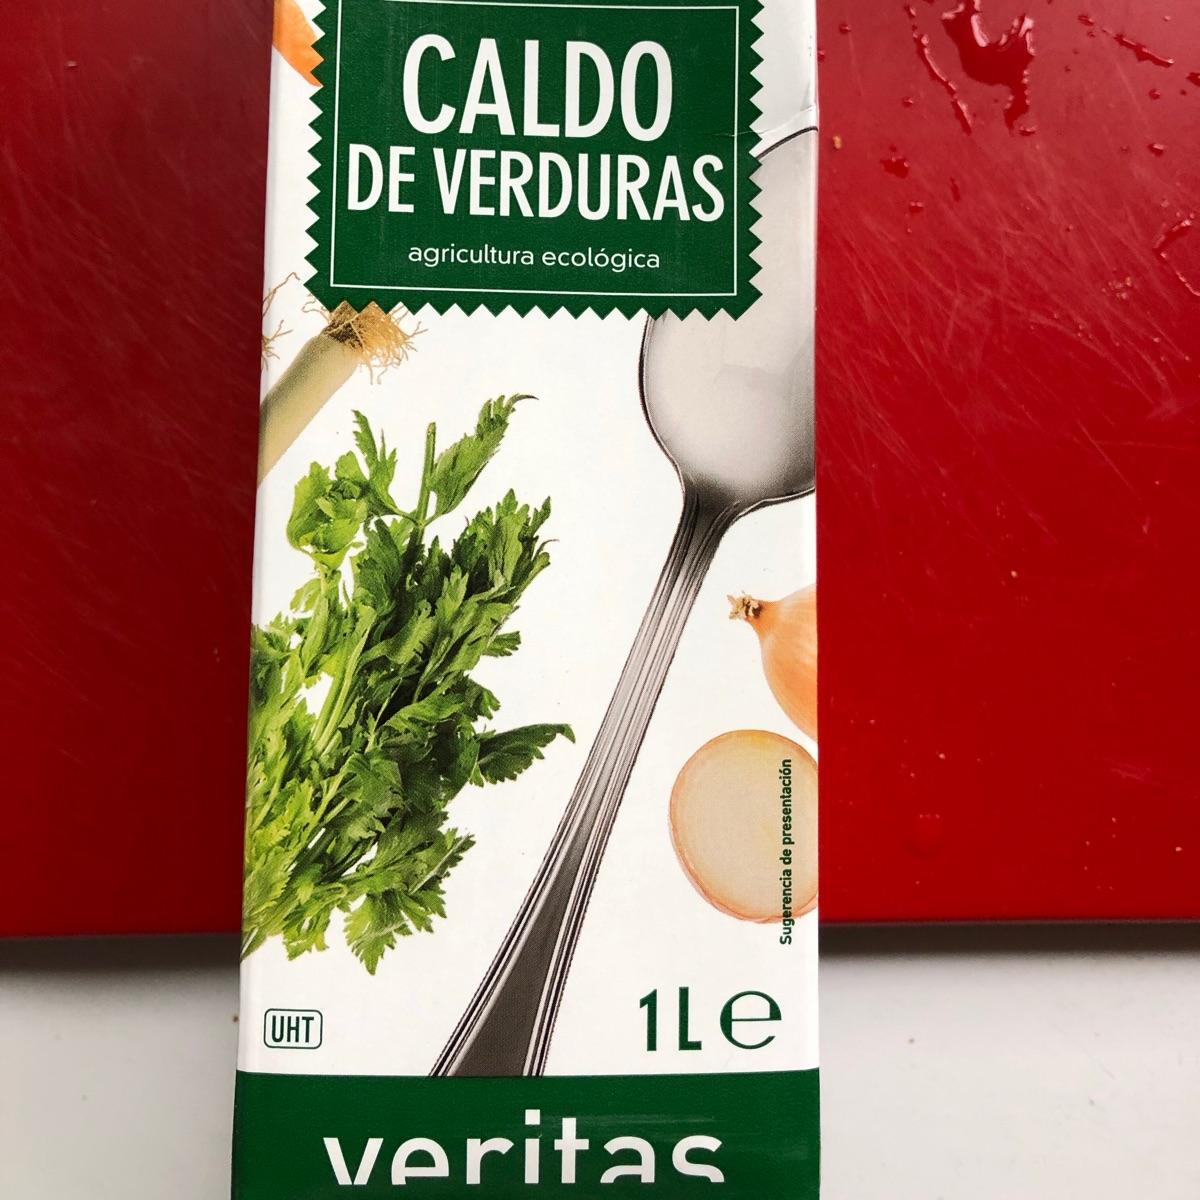 CALDO
DE VERDURAS
agricultura ecológica
Sugerencia de presentación
UHT
1L e
veritas